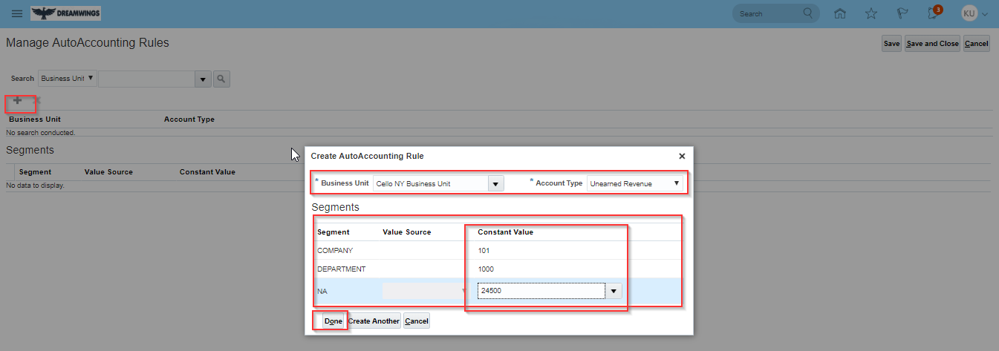 DREAMWINGS
Search
3
KU
Manage AutoAccounting Rules
Save
Save and Close
Cancel
Search Business Unit
Business Unit Account Type
No search conducted.
Segments
Segment Value Source Constant Value
No data to display.
Create AutoAccounting Rule
* Business Unit Cello NY Business Unit * Account Type Unearned Revenue
Segments
Segment Value Source Constant Value
COMPANY 101
DEPARTMENT 1000
NA 24500
Done Create Another Cancel